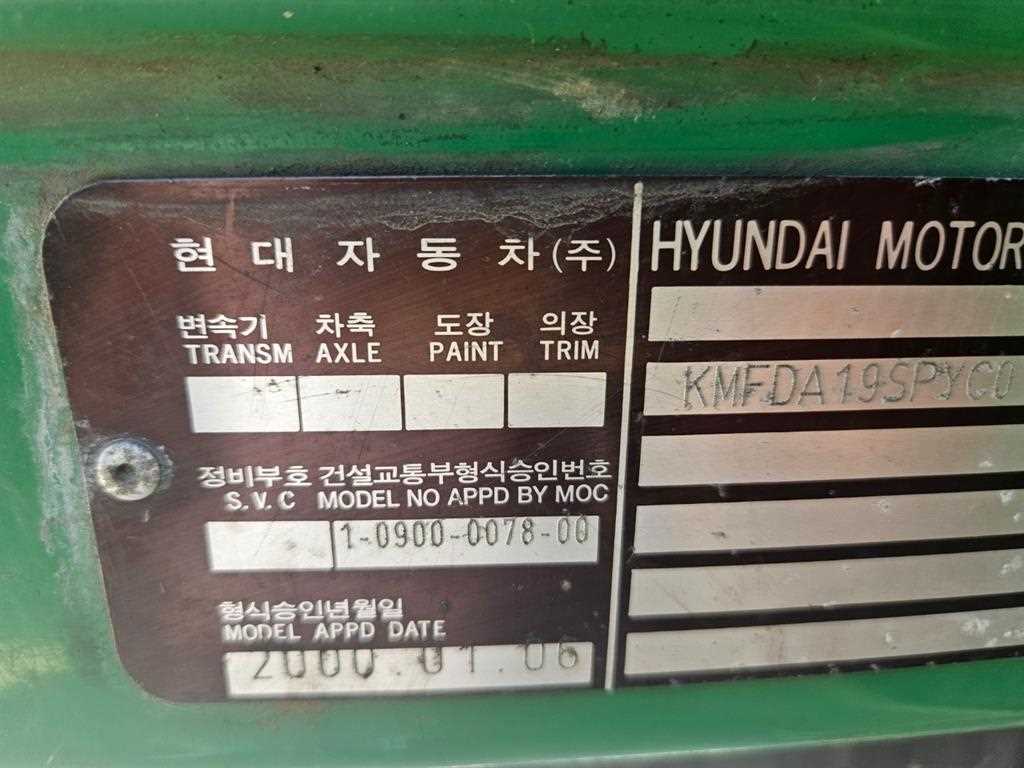 현 대 자 동 차 (주)
HYUNDAI MOTOR
변속기 차축 도장 의장
TRANSM AXLE PAINT TRIM
KMFDA19SPYC0
정비부호 건설교통부형식승인번호
S.V.C MODEL NO APPD BY MOC
1-0900-0078-00
형식승인년월일
MODEL APPD DATE
2000.01.06